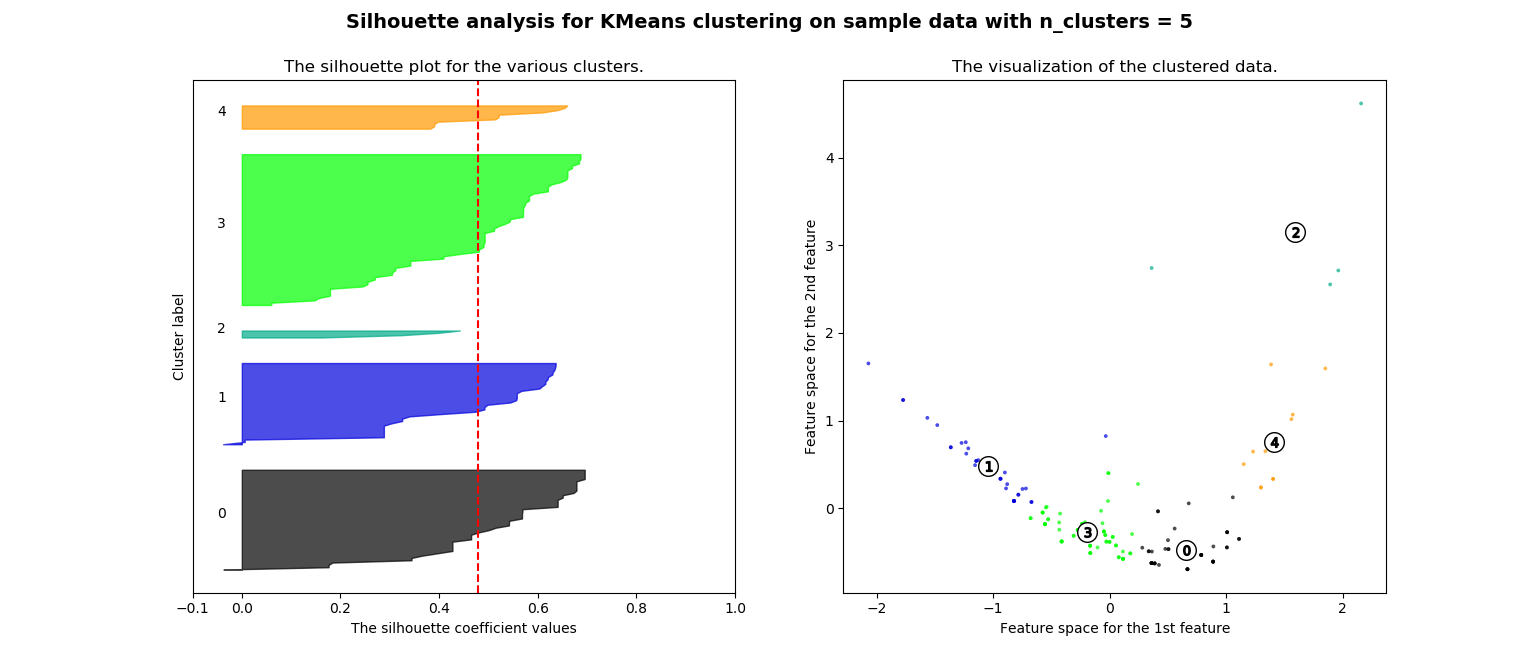 Silhouette analysis for KMeans clustering on sample data with n_clusters = 5
The silhouette plot for the various clusters.
4
3
2
1
0
Cluster label
−0.1 0.0 0.2 0.4 0.6 0.8 1.0
The silhouette coefficient values
The visualization of the clustered data.
4
3
2
1
0
Feature space for the 2nd feature
2
4
1
3
0
−2 −1 0 1 2
Feature space for the 1st feature